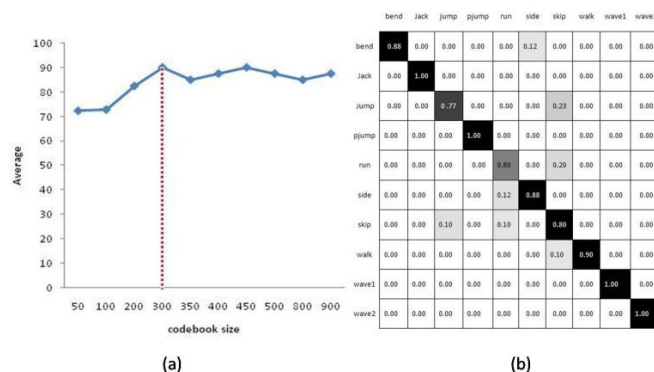 100
90
80
70
60
50
40
30
20
10
0
Average
50 100 200 300 350 450 500 800 900
codebook size
(a)
bend Jack jump pjump run side skip walk wave1 wave
bend 0.88 0.00 0.00 0.00 0.00 0.12 0.00 0.00 0.00 0.00
Jack 0.00 1.00 0.00 0.00 0.00 0.00 0.00 0.00 0.00 0.00
Jump 0.00 0.00 0.77 0.00 0.00 0.00 0.23 0.00 0.00 0.00
pjump 0.00 0.00 0.00 1.00 0.00 0.00 0.00 0.00 0.00 0.00
run 0.00 0.00 0.00 0.00 0.80 0.00 0.20 0.00 0.00 0.00
side 0.00 0.00 0.00 0.00 0.12 0.88 0.00 0.00 0.00 0.00
skip 0.00 0.00 0.10 0.00 0.10 0.00 0.80 0.00 0.00 0.00
walk 0.00 0.00 0.00 0.00 0.00 0.00 0.10 0.90 0.00 0.00
wave1 0.00 0.00 0.00 0.00 0.00 0.00 0.00 0.00 1.00 0.00
wave2 0.00 0.00 0.00 0.00 0.00 0.00 0.00 0.00 0.00 1.00
(b)